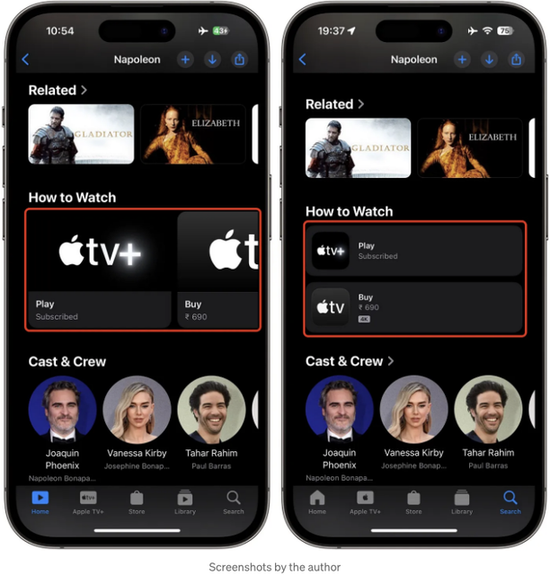 10:54
43+
Napoleon
Related >
GLADIATOR
ELIZABETH
How to Watch
tv+
Play
Subscribed
t
Buy
₹ 690
Cast & Crew
Joaquin
Phoenix
Napoleon Bonapa...
Vanessa Kirby
Josephine Bonap...
Tahar Rahim
Paul Barras
Home
Apple TV+
Store
Library
Search
19:37
75
Napoleon
Related >
GLADIATOR
ELIZABETH
How to Watch
tv+
Play
Subscribed
tv
Buy
₹ 690
4K
Cast & Crew >
Joaquin
Phoenix
Napoleon Bonapa...
Vanessa Kirby
Josephine Bonap...
Tahar Rahim
Paul Barras
Home
Apple TV+
Store
Library
Search
Screenshots by the author